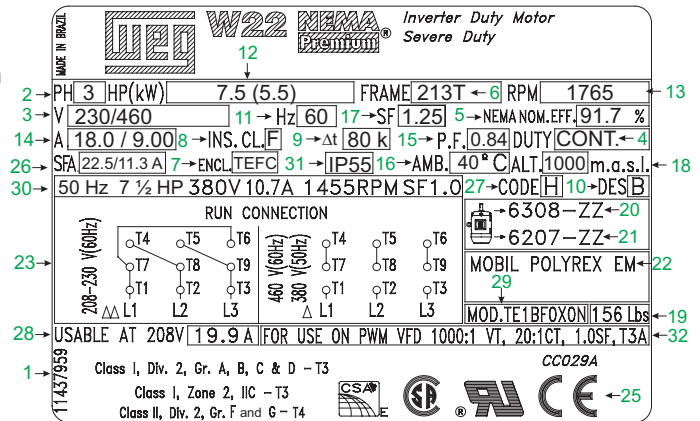 MADE IN BRAZIL
WEG W22 NEMA Premium® Inverter Duty Motor
Severe Duty
12
2 PH 3 HP(kW) 7.5 (5.5) FRAME 213T 6 RPM 1765 13
3 V 230/460 11 Hz 60 17 SF 1.25 5 NEMA NOM.EFF. 91.7 %
14 A 18.0 / 9.00 8 INS. CL. F 9 Δt 80 k 15 P.F. 0.84 DUTY CONT. 4
26 SFA 22.5/11.3 A 7 ENCL. TEFC 31 IP55 16 AMB. 40º C ALT. 1000 m.a.s.l. 18
30 50 Hz 7 ½ HP 380V 10.7A 1455RPM SF1.0 27 CODE H 10 DES B
RUN CONNECTION
23
208-230 V(60Hz)
T4 T5 T6
T7 T8 T9
T1 T2 T3
ΔΔ L1 L2 L3
460 V(60Hz)
380 V(50Hz)
T4 T5 T6
T7 T8 T9
T1 T2 T3
Δ L1 L2 L3
6308-ZZ 20
6207-ZZ 21
MOBIL POLYREX EM 22
29
MOD.TE1BFOXON 156 Lbs 19
28 USABLE AT 208V 19.9 A FOR USE ON PWM VFD 1000:1 VT, 20:1CT, 1.0SF, T3A 32
1 11437959
CC029A
Class I, Div. 2, Gr. A, B, C & D - T3
Class I, Zone 2, IIC - T3
Class II, Div. 2, Gr. F and G - T4
CSA E SA ® RU CE 25